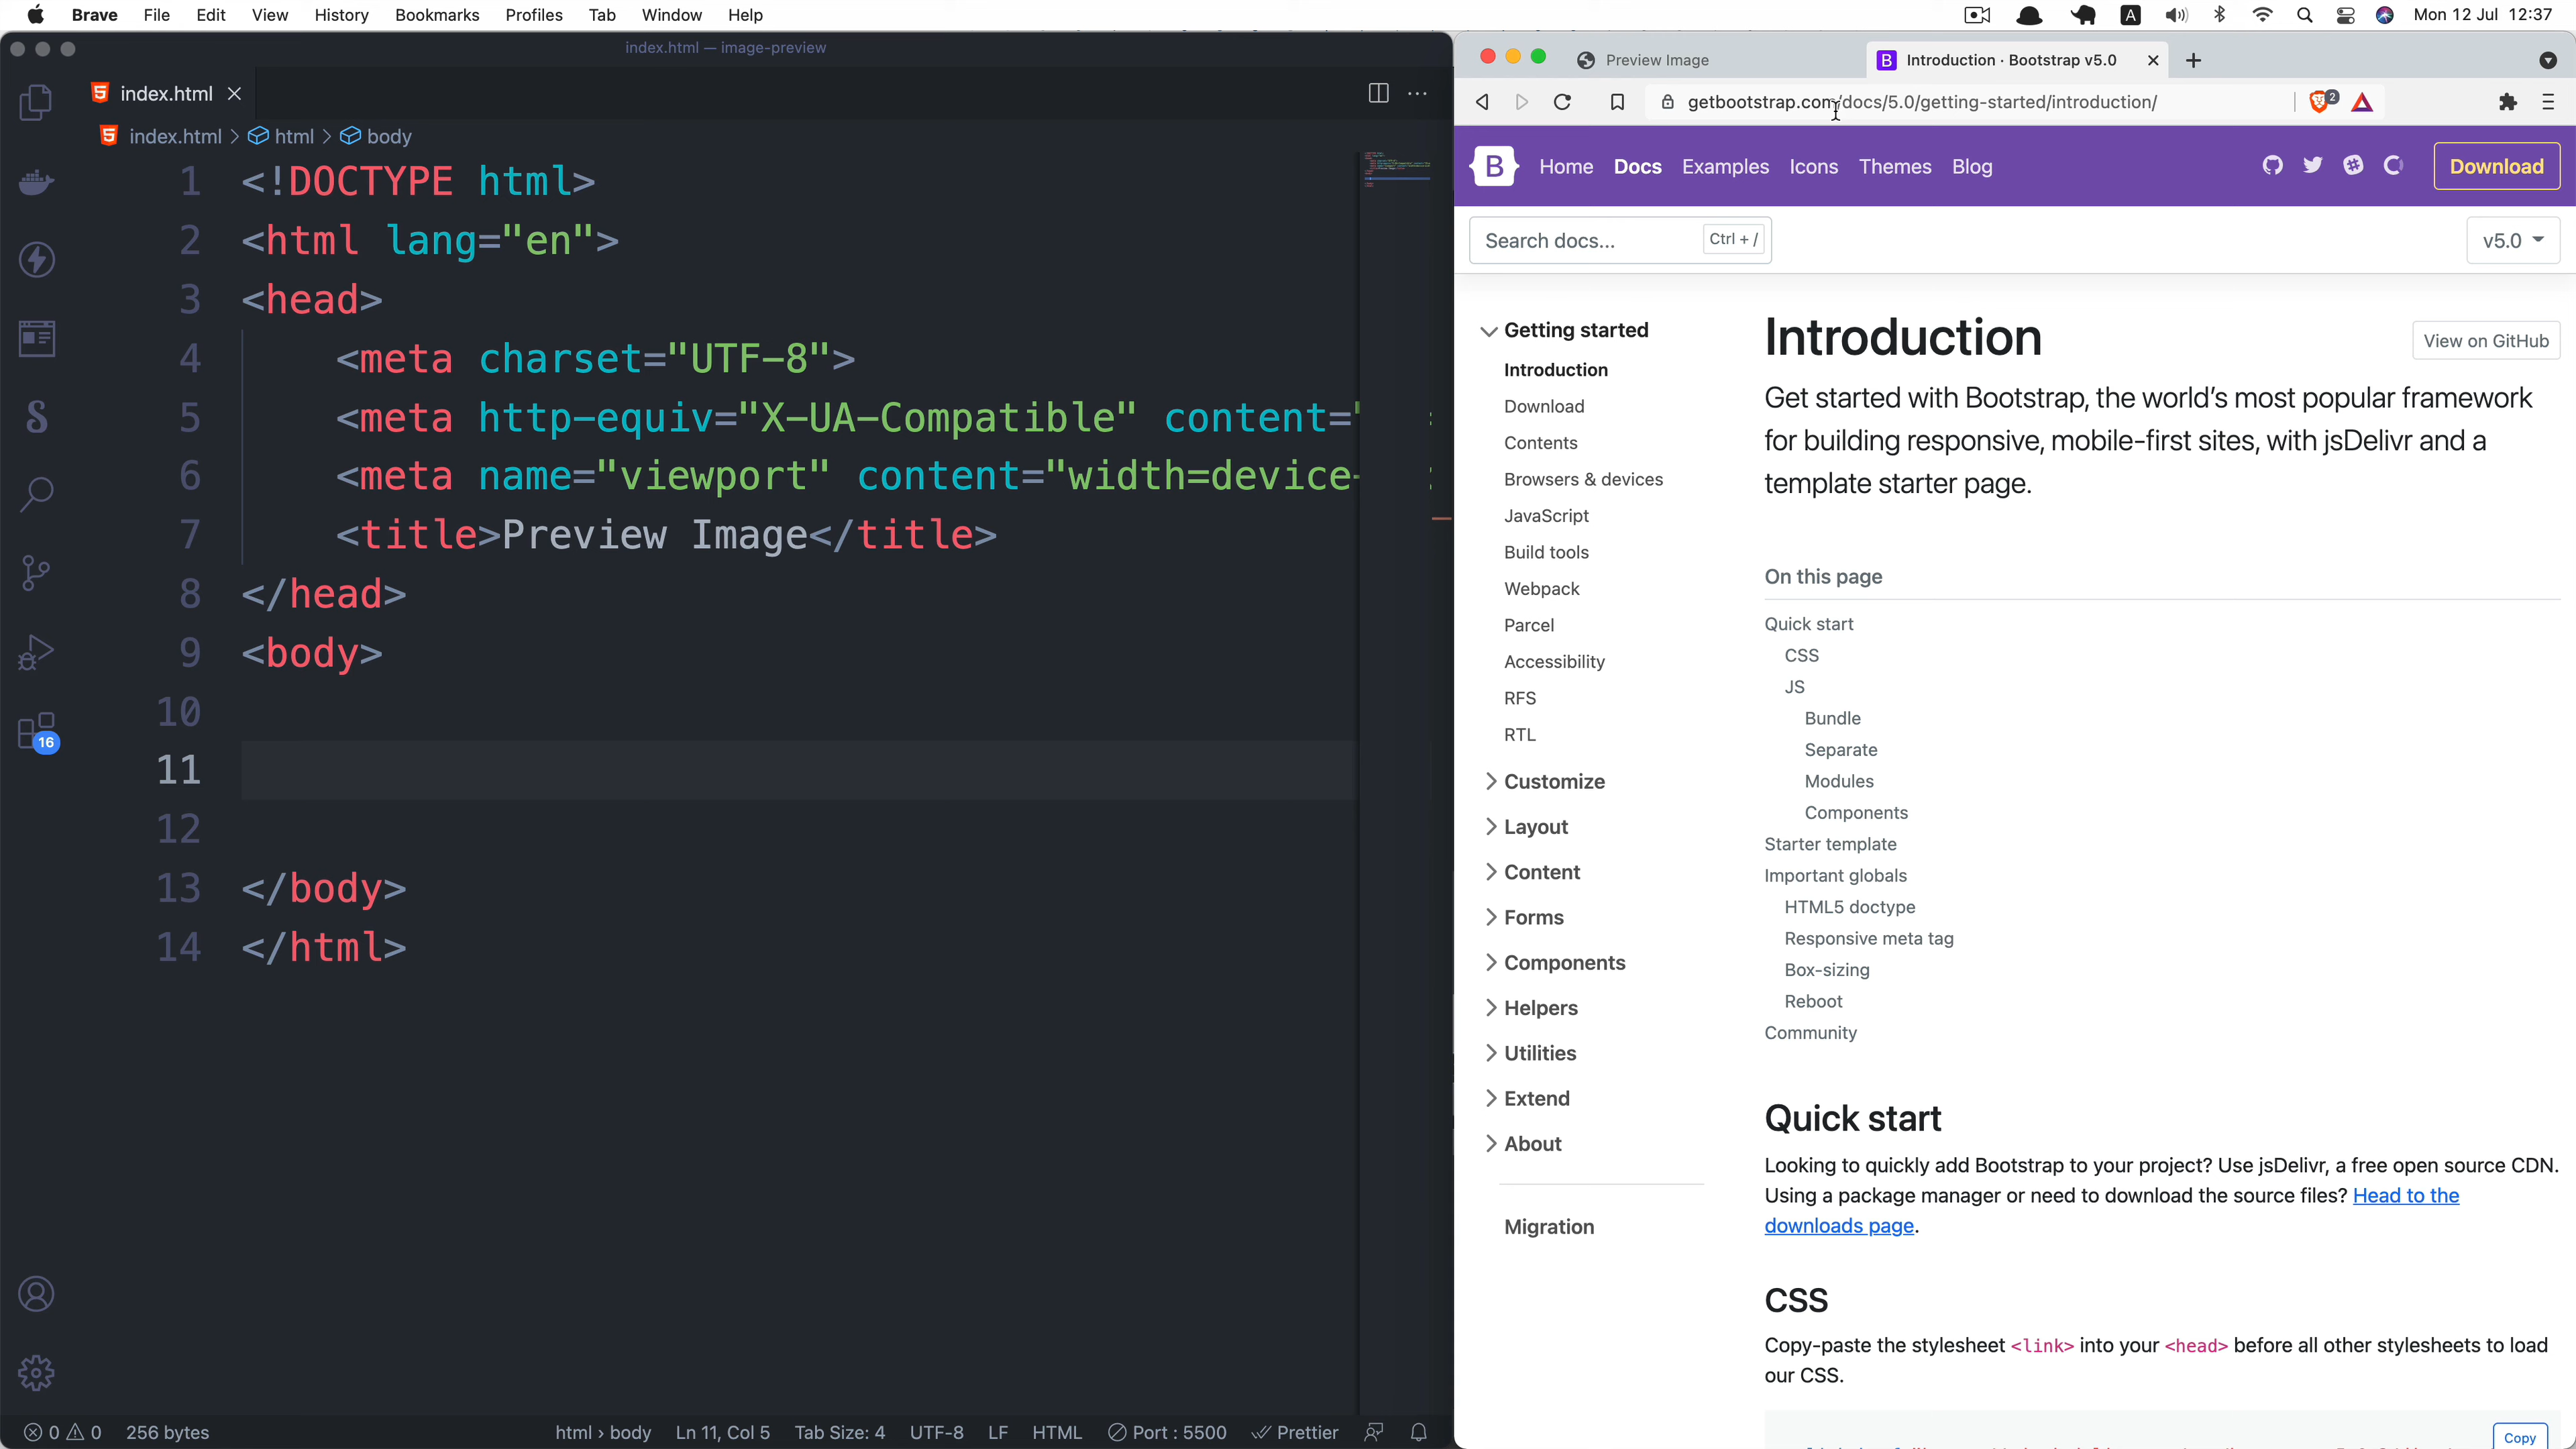 Brave File Edit View History Bookmarks Profiles Tab Window Help
A Mon 12 Jul 12:37
index.html — image-preview
index.html
index.html > html > body
1 <!DOCTYPE html>
2 <html lang="en">
3 <head>
4 <meta charset="UTF-8">
5 <meta http-equiv="X-UA-Compatible" content="
6 <meta name="viewport" content="width=device-
7 <title>Preview Image</title>
8 </head>
9 <body>
10
11
12
13 </body>
14 </html>
16
0 0 256 bytes html › body Ln 11, Col 5 Tab Size: 4 UTF-8 LF HTML Port : 5500 Prettier
Preview Image
B Introduction · Bootstrap v5.0
getbootstrap.com/docs/5.0/getting-started/introduction/
2
B Home Docs Examples Icons Themes Blog Download
Search docs... Ctrl + / v5.0
Getting started
Introduction
Download
Contents
Browsers & devices
JavaScript
Build tools
Webpack
Parcel
Accessibility
RFS
RTL
Customize
Layout
Content
Forms
Components
Helpers
Utilities
Extend
About
Migration
Introduction
View on GitHub
Get started with Bootstrap, the world’s most popular framework
for building responsive, mobile-first sites, with jsDelivr and a
template starter page.
On this page
Quick start
CSS
JS
Bundle
Separate
Modules
Components
Starter template
Important globals
HTML5 doctype
Responsive meta tag
Box-sizing
Reboot
Community
Quick start
Looking to quickly add Bootstrap to your project? Use jsDelivr, a free open source CDN.
Using a package manager or need to download the source files? Head to the
downloads page.
CSS
Copy-paste the stylesheet <link> into your <head> before all other stylesheets to load
our CSS.
Copy